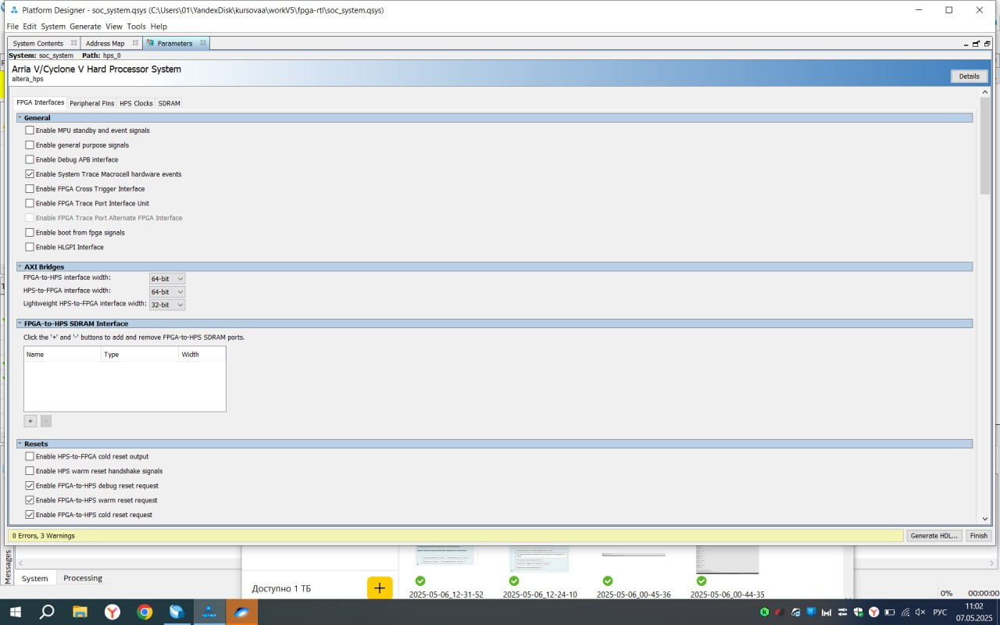 Platform Designer - soc_system.qsys (C:\Users\01\YandexDisk\kursovaa\workV5\fpga-rtl\soc_system.qsys)
File Edit System Generate View Tools Help
System Contents Address Map Parameters
System: soc_system Path: hps_0
Arria V/Cyclone V Hard Processor System
altera_hps
Details
FPGA Interfaces Peripheral Pins HPS Clocks SDRAM
General
Enable MPU standby and event signals
Enable general purpose signals
Enable Debug APB interface
Enable System Trace Macrocell hardware events
Enable FPGA Cross Trigger Interface
Enable FPGA Trace Port Interface Unit
Enable FPGA Trace Port Alternate FPGA Interface
Enable boot from fpga signals
Enable HLGPI Interface
AXI Bridges
FPGA-to-HPS interface width: 64-bit
HPS-to-FPGA interface width: 64-bit
Lightweight HPS-to-FPGA interface width: 32-bit
FPGA-to-HPS SDRAM Interface
Click the '+' and '-' buttons to add and remove FPGA-to-HPS SDRAM ports.
Name Type Width
+ -
Resets
Enable HPS-to-FPGA cold reset output
Enable HPS warm reset handshake signals
Enable FPGA-to-HPS debug reset request
Enable FPGA-to-HPS warm reset request
Enable FPGA-to-HPS cold reset request
0 Errors, 3 Warnings
Generate HDL... Finish
Messages
System Processing
Доступно 1 ТБ
2025-05-06_12-31-52 2025-05-06_12-24-10 2025-05-06_00-45-36 2025-05-06_00-44-35
0% 00:00:00
РУС
11:02
07.05.2025